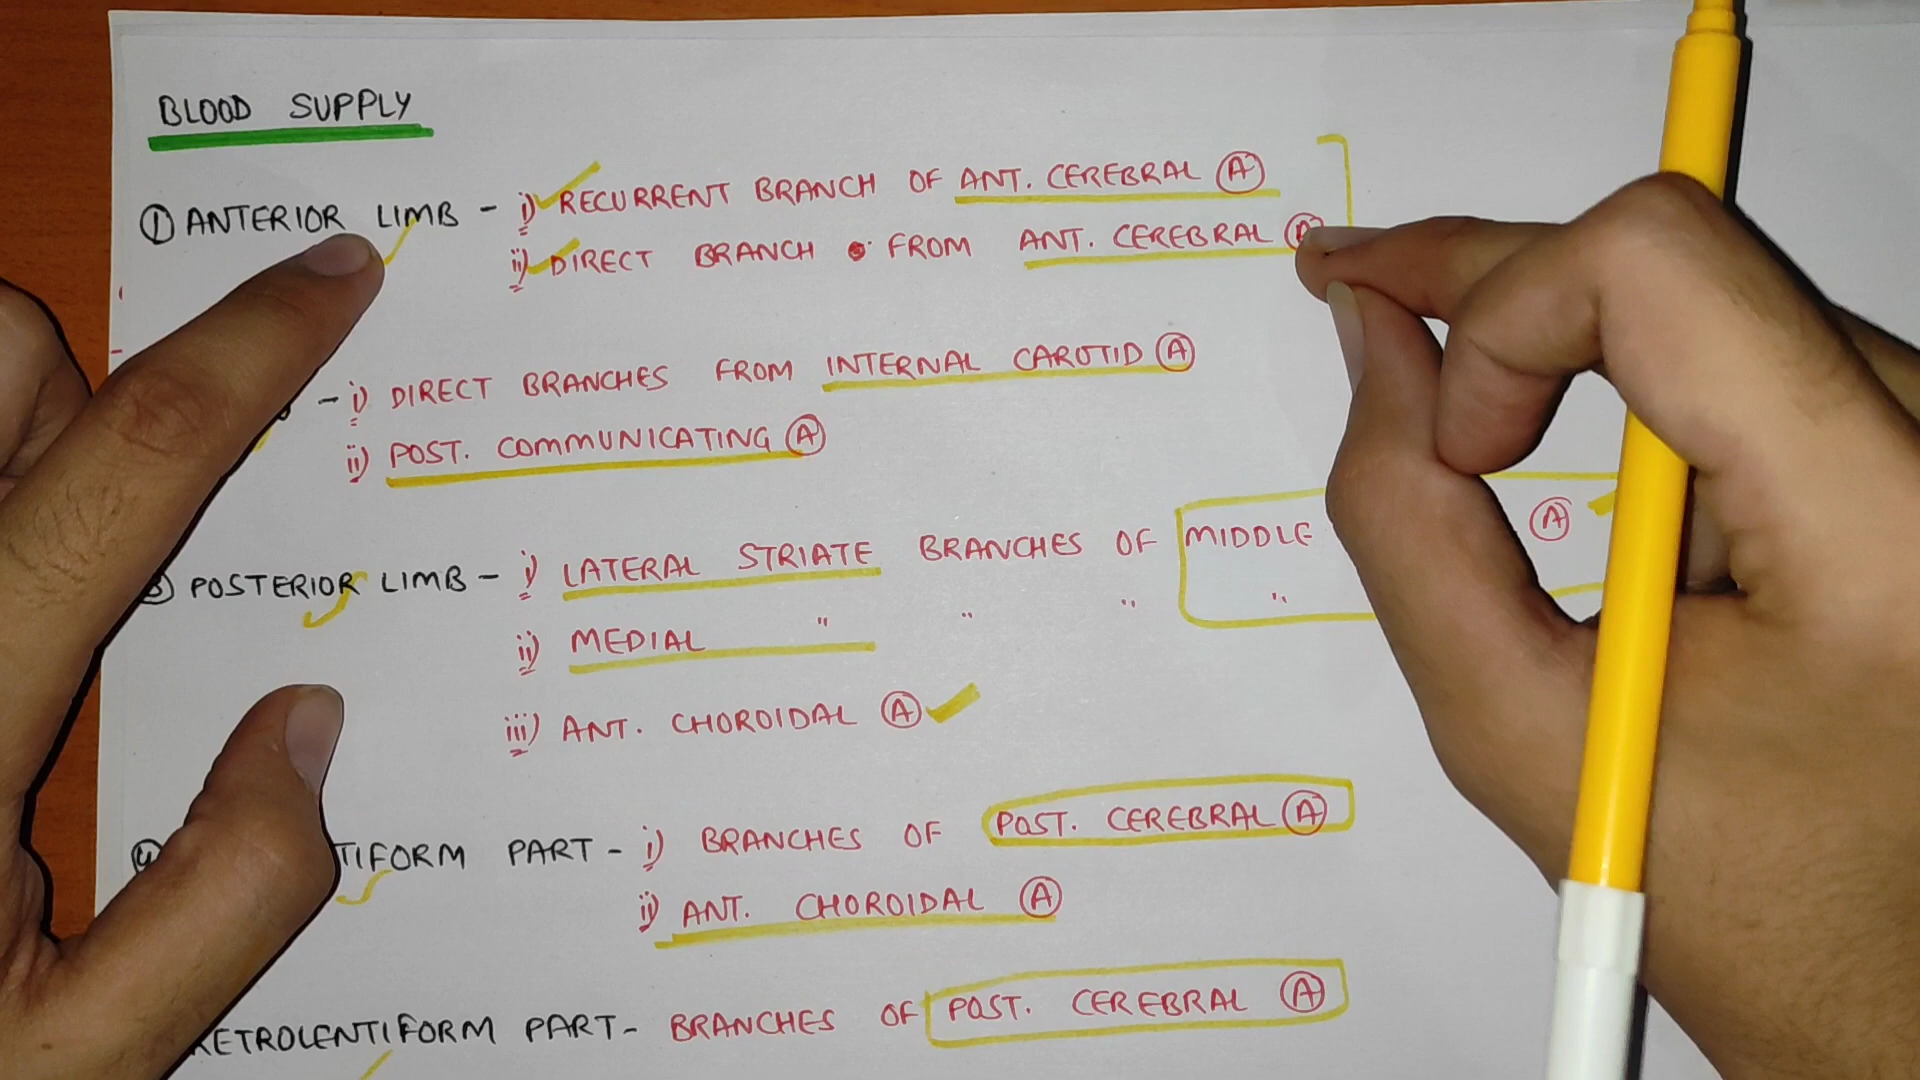 BLOOD SUPPLY
① ANTERIOR LIMB - i) RECURRENT BRANCH OF ANT. CEREBRAL Ⓐ
ii) DIRECT BRANCH FROM ANT. CEREBRAL Ⓐ
- i) DIRECT BRANCHES FROM INTERNAL CAROTID Ⓐ
ii) POST. COMMUNICATING Ⓐ
POSTERIOR LIMB - i) LATERAL STRIATE BRANCHES OF MIDDLE Ⓐ
ii) MEDIAL " " " "
iii) ANT. CHOROIDAL Ⓐ
④ TIFORM PART - i) BRANCHES OF POST. CEREBRAL Ⓐ
ii) ANT. CHOROIDAL Ⓐ
RETROLENTIFORM PART - BRANCHES OF POST. CEREBRAL Ⓐ